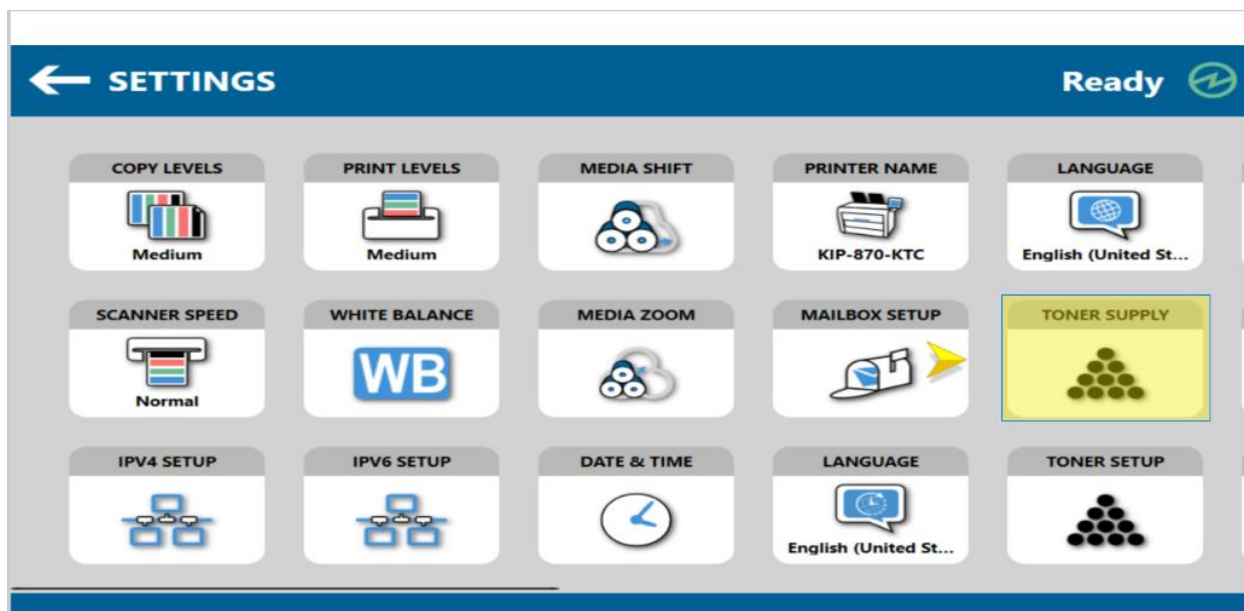 SETTINGS Ready
COPY LEVELS PRINT LEVELS MEDIA SHIFT PRINTER NAME LANGUAGE
Medium Medium KIP-870-KTC English (United St...
SCANNER SPEED WHITE BALANCE MEDIA ZOOM MAILBOX SETUP TONER SUPPLY
WB
Normal
IPV4 SETUP IPV6 SETUP DATE & TIME LANGUAGE TONER SETUP
English (United St...